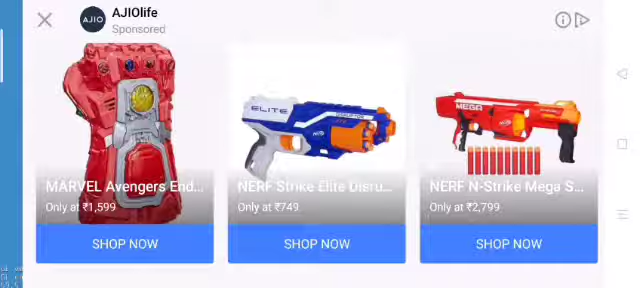 AJIO
AJIOlife
Sponsored
MARVEL Avengers End...
Only at ₹1,599
SHOP NOW
ELITE
NERF
NERF Strike Elite Disru...
Only at ₹749
SHOP NOW
MEGA
NERF N-Strike Mega S...
Only at ₹2,799
SHOP NOW